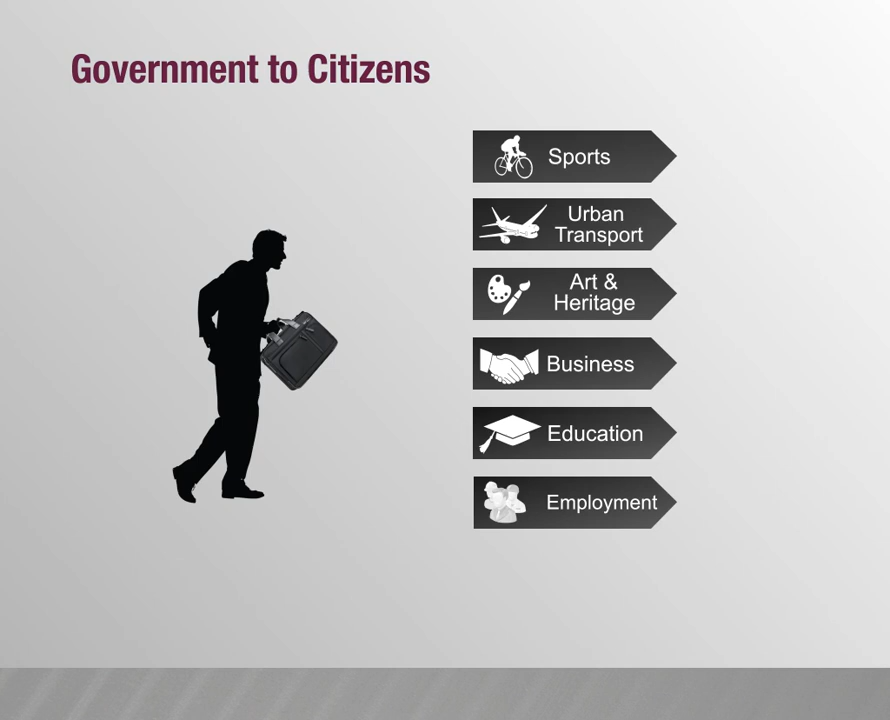 Government to Citizens
Sports
Urban
Transport
Art &
Heritage
Business
Education
Employment